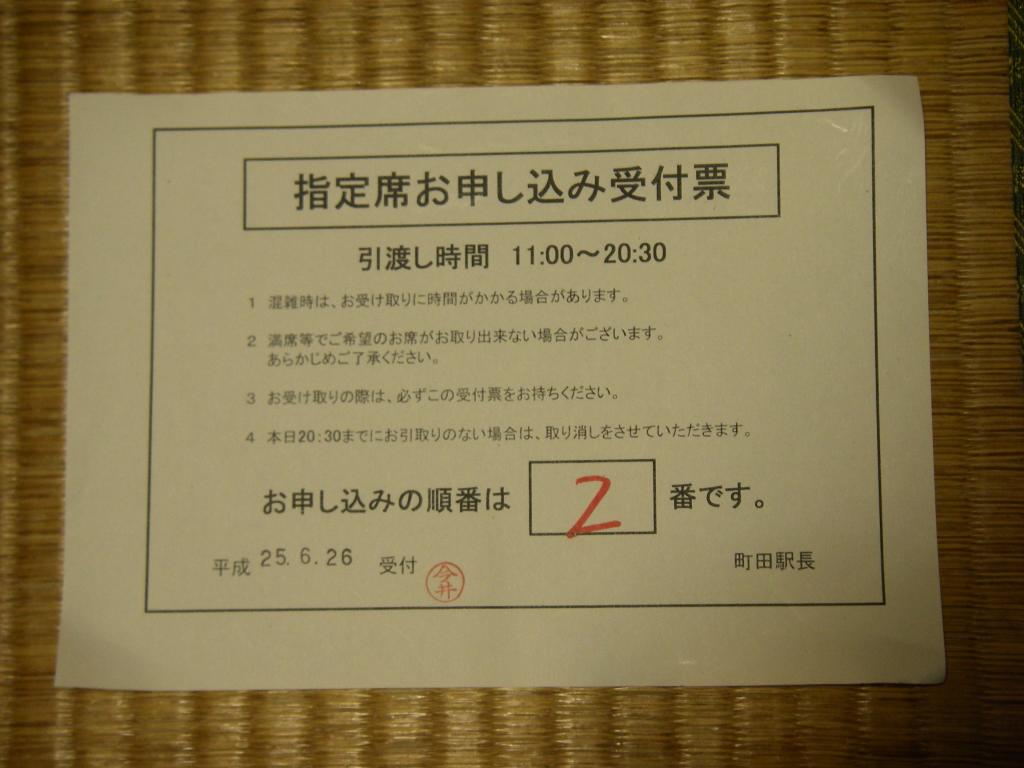 指定席お申し込み受付票
引渡し時間 11:00～20:30
1 混雑時は、お受け取りに時間がかかる場合があります。
2 満席等でご希望のお席がお取り出来ない場合がございます。
あらかじめご了承ください。
3 お受け取りの際は、必ずこの受付票をお持ちください。
4 本日20:30までにお引取りのない場合は、取り消しをさせていただきます。
お申し込みの順番は 2 番です。
平成 25.6.26 受付 今井 町田駅長